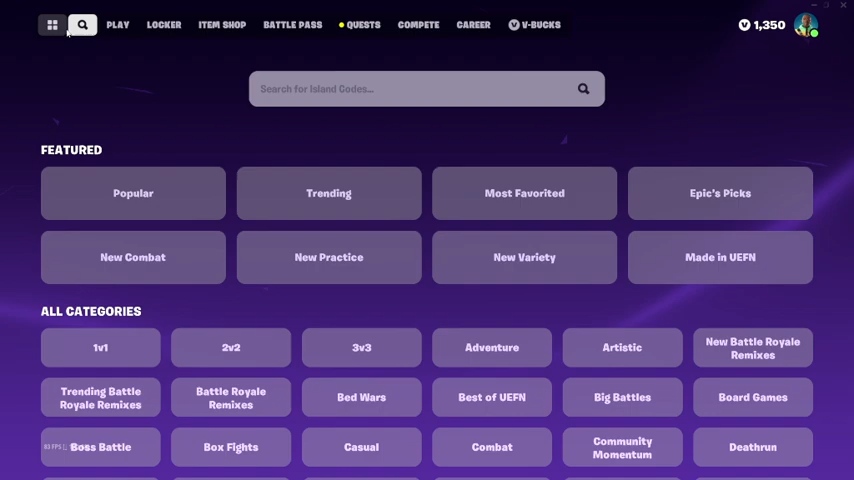 PLAY LOCKER ITEM SHOP BATTLE PASS QUESTS COMPETE CAREER V V-BUCKS V 1,350
Search for Island Codes...
FEATURED
Popular Trending Most Favorited Epic's Picks
New Combat New Practice New Variety Made in UEFN
ALL CATEGORIES
1v1 2v2 3v3 Adventure Artistic New Battle Royale
Remixes
Trending Battle
Royale Remixes Battle Royale
Remixes Bed Wars Best of UEFN Big Battles Board Games
83 FPS Boss Battle Box Fights Casual Combat Community
Momentum Deathrun